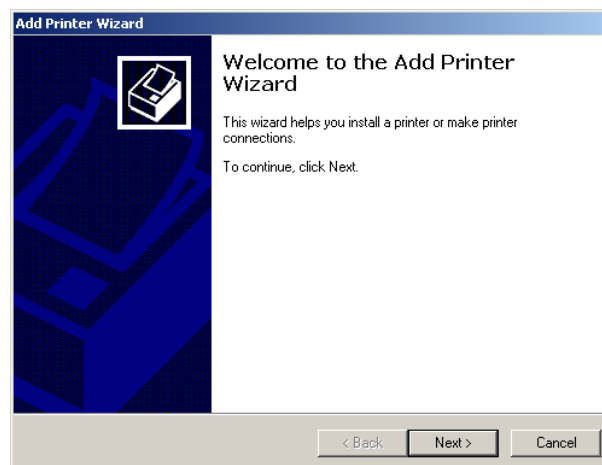 Add Printer Wizard
Welcome to the Add Printer
Wizard
This wizard helps you install a printer or make printer
connections.
To continue, click Next.
< Back
Next >
Cancel